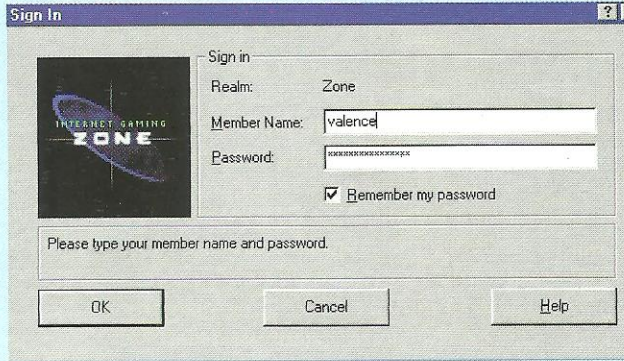 Sign In
?
INTERNET GAMING
ZONE
Sign in
Realm: Zone
Member Name: valence
Password: xxxxxxxxxxxxxxxx
Remember my password
Please type your member name and password.
OK Cancel Help